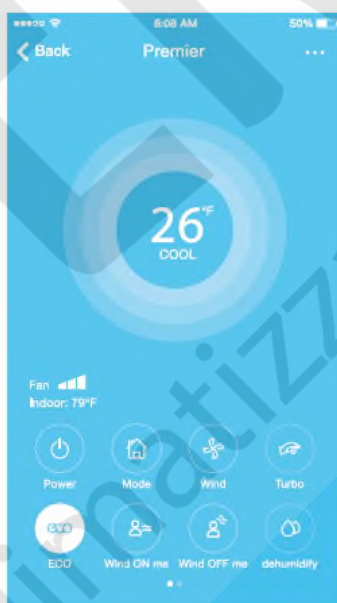 8:08 AM 50%
Back Premier ...
26°F
COOL
Fan
Indoor: 79°F
Power Mode Wind Turbo
ECO Wind ON me Wind OFF me dehumidify